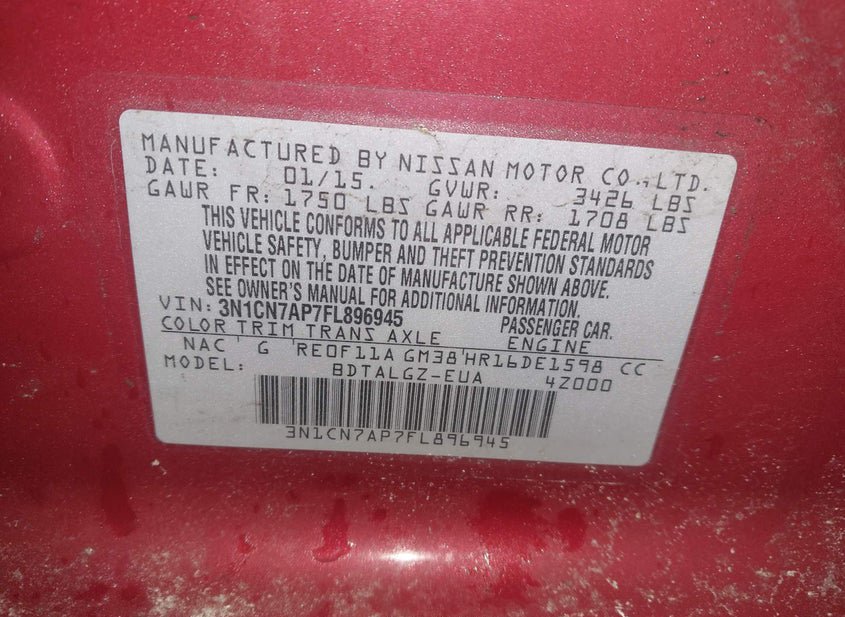 MANUFACTURED BY NISSAN MOTOR CO.,LTD.
DATE: 01/15. GVWR: 3426 LBS
GAWR FR: 1750 LBS GAWR RR: 1708 LBS
THIS VEHICLE CONFORMS TO ALL APPLICABLE FEDERAL MOTOR
VEHICLE SAFETY, BUMPER AND THEFT PREVENTION STANDARDS
IN EFFECT ON THE DATE OF MANUFACTURE SHOWN ABOVE.
SEE OWNER'S MANUAL FOR ADDITIONAL INFORMATION.
VIN: 3N1CN7AP7FL896945 PASSENGER CAR.
COLOR TRIM TRANS AXLE ENGINE
NAC ' G 'RE0F11A GM38'HR16DE1598 CC
MODEL: BDTALGZ-EUA 4Z000
3N1CN7AP7FL896945